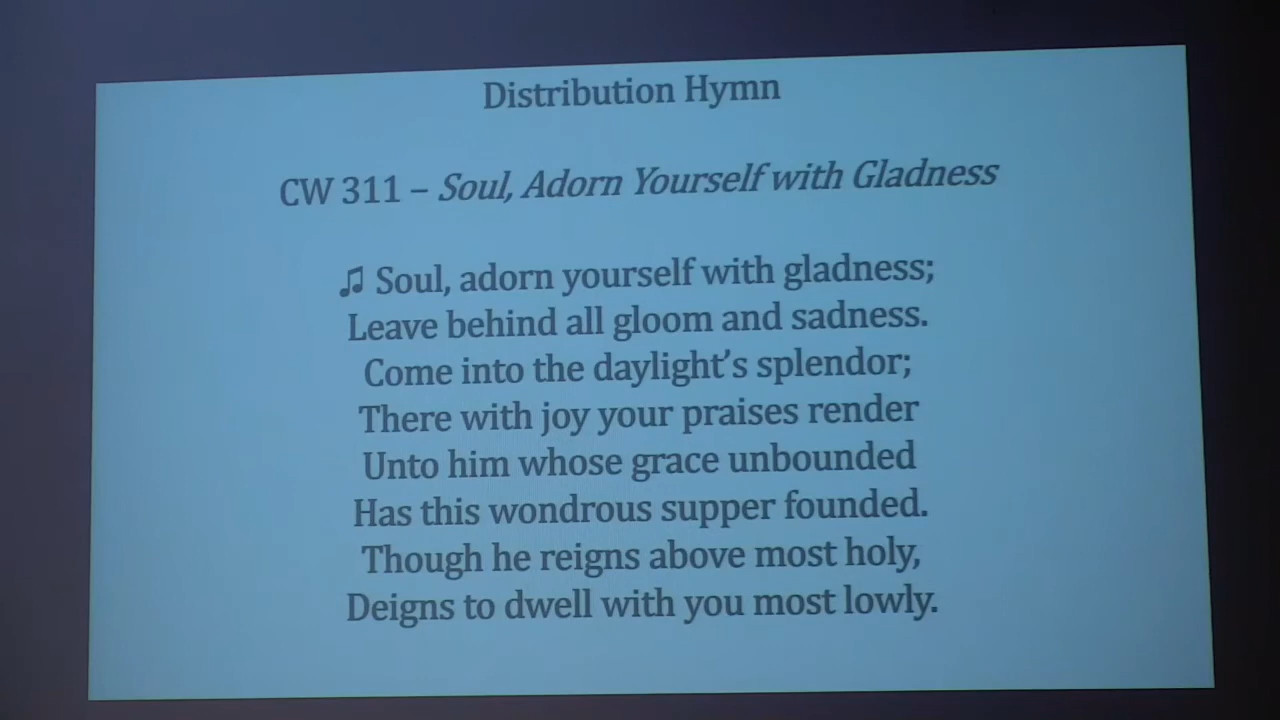 Distribution Hymn
CW 311 – Soul, Adorn Yourself with Gladness
♫ Soul, adorn yourself with gladness;
Leave behind all gloom and sadness.
Come into the daylight’s splendor;
There with joy your praises render
Unto him whose grace unbounded
Has this wondrous supper founded.
Though he reigns above most holy,
Deigns to dwell with you most lowly.